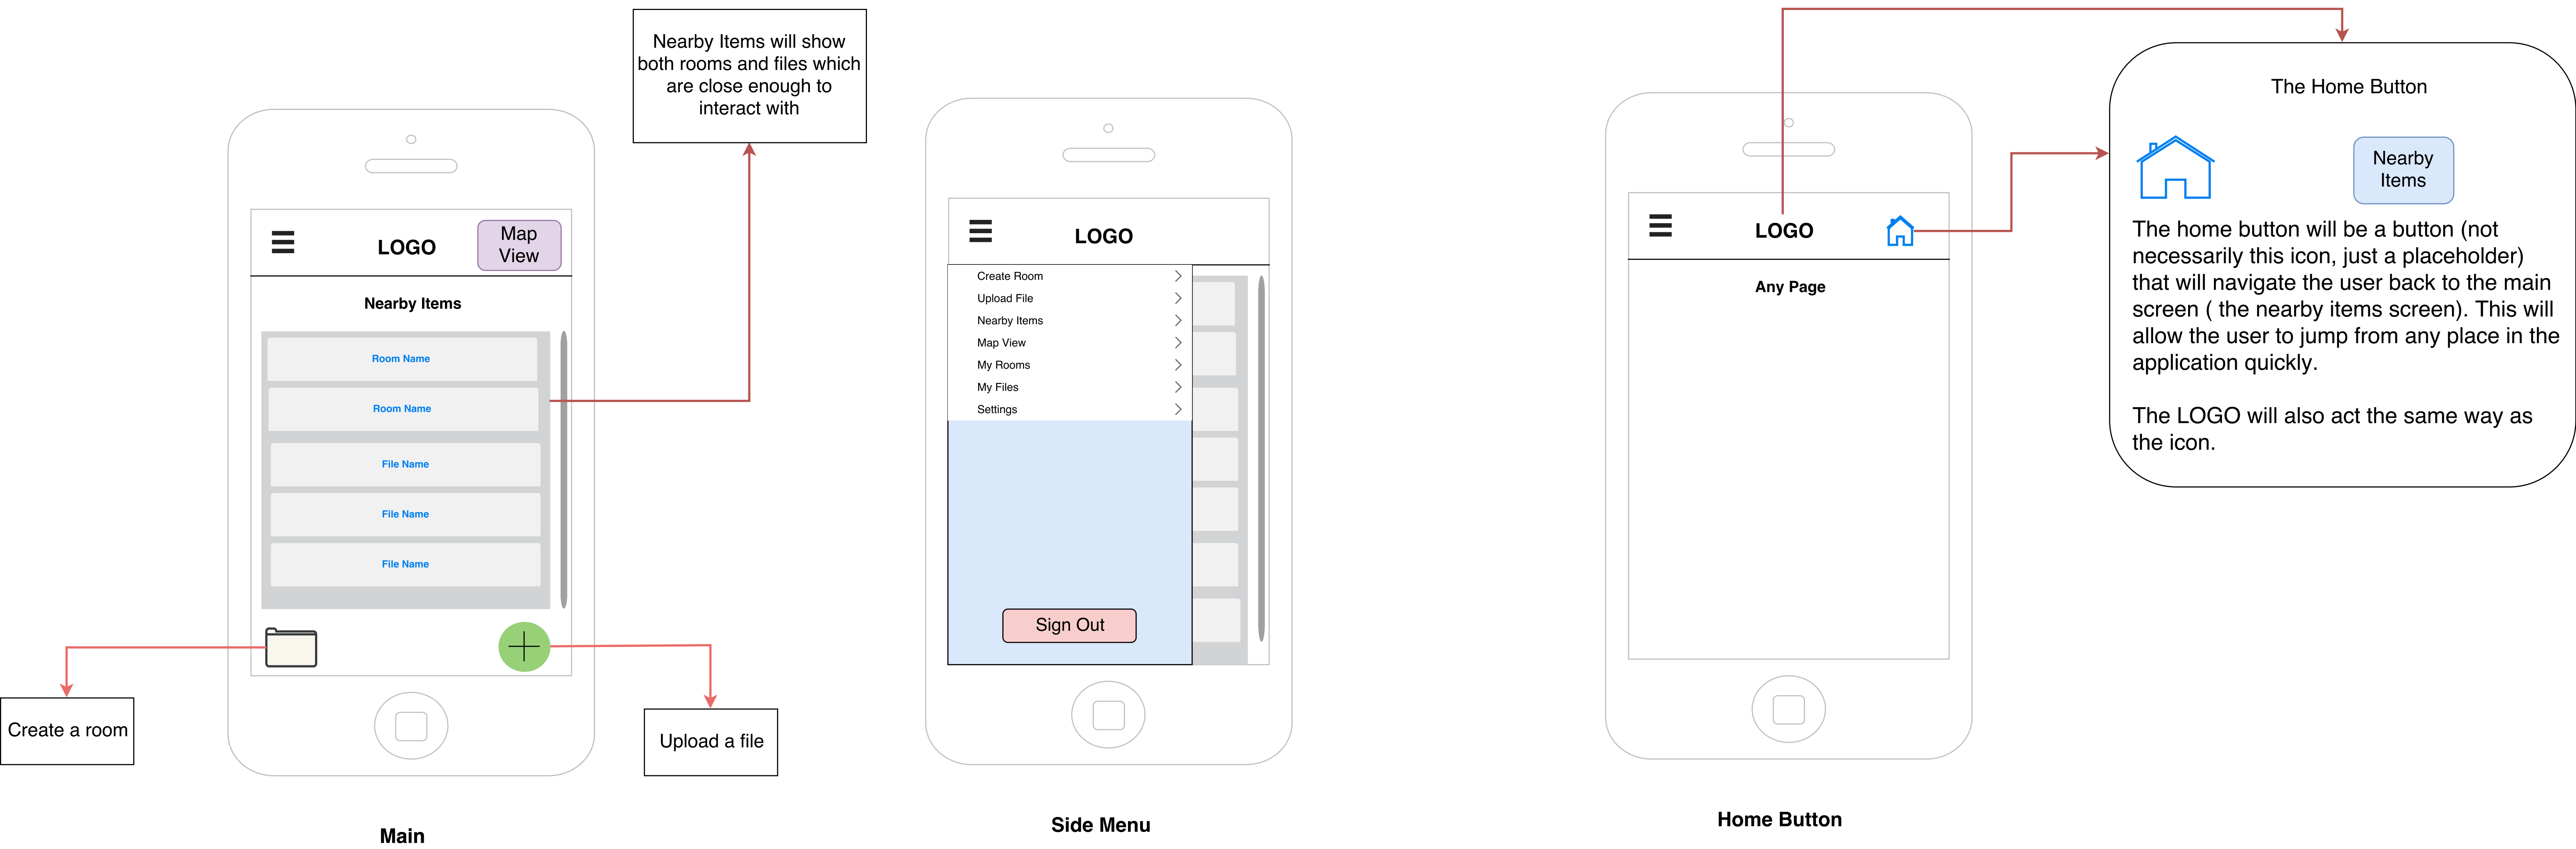 Nearby Items will show
both rooms and files which
are close enough to
interact with
LOGO
Map
View
Nearby Items
Room Name
Room Name
File Name
File Name
File Name
Create a room
Upload a file
Main
LOGO
Create Room
Upload File
Nearby Items
Map View
My Rooms
My Files
Settings
Sign Out
Side Menu
LOGO
Any Page
Home Button
The Home Button
Nearby
Items
The home button will be a button (not
necessarily this icon, just a placeholder)
that will navigate the user back to the main
screen ( the nearby items screen). This will
allow the user to jump from any place in the
application quickly.
The LOGO will also act the same way as
the icon.